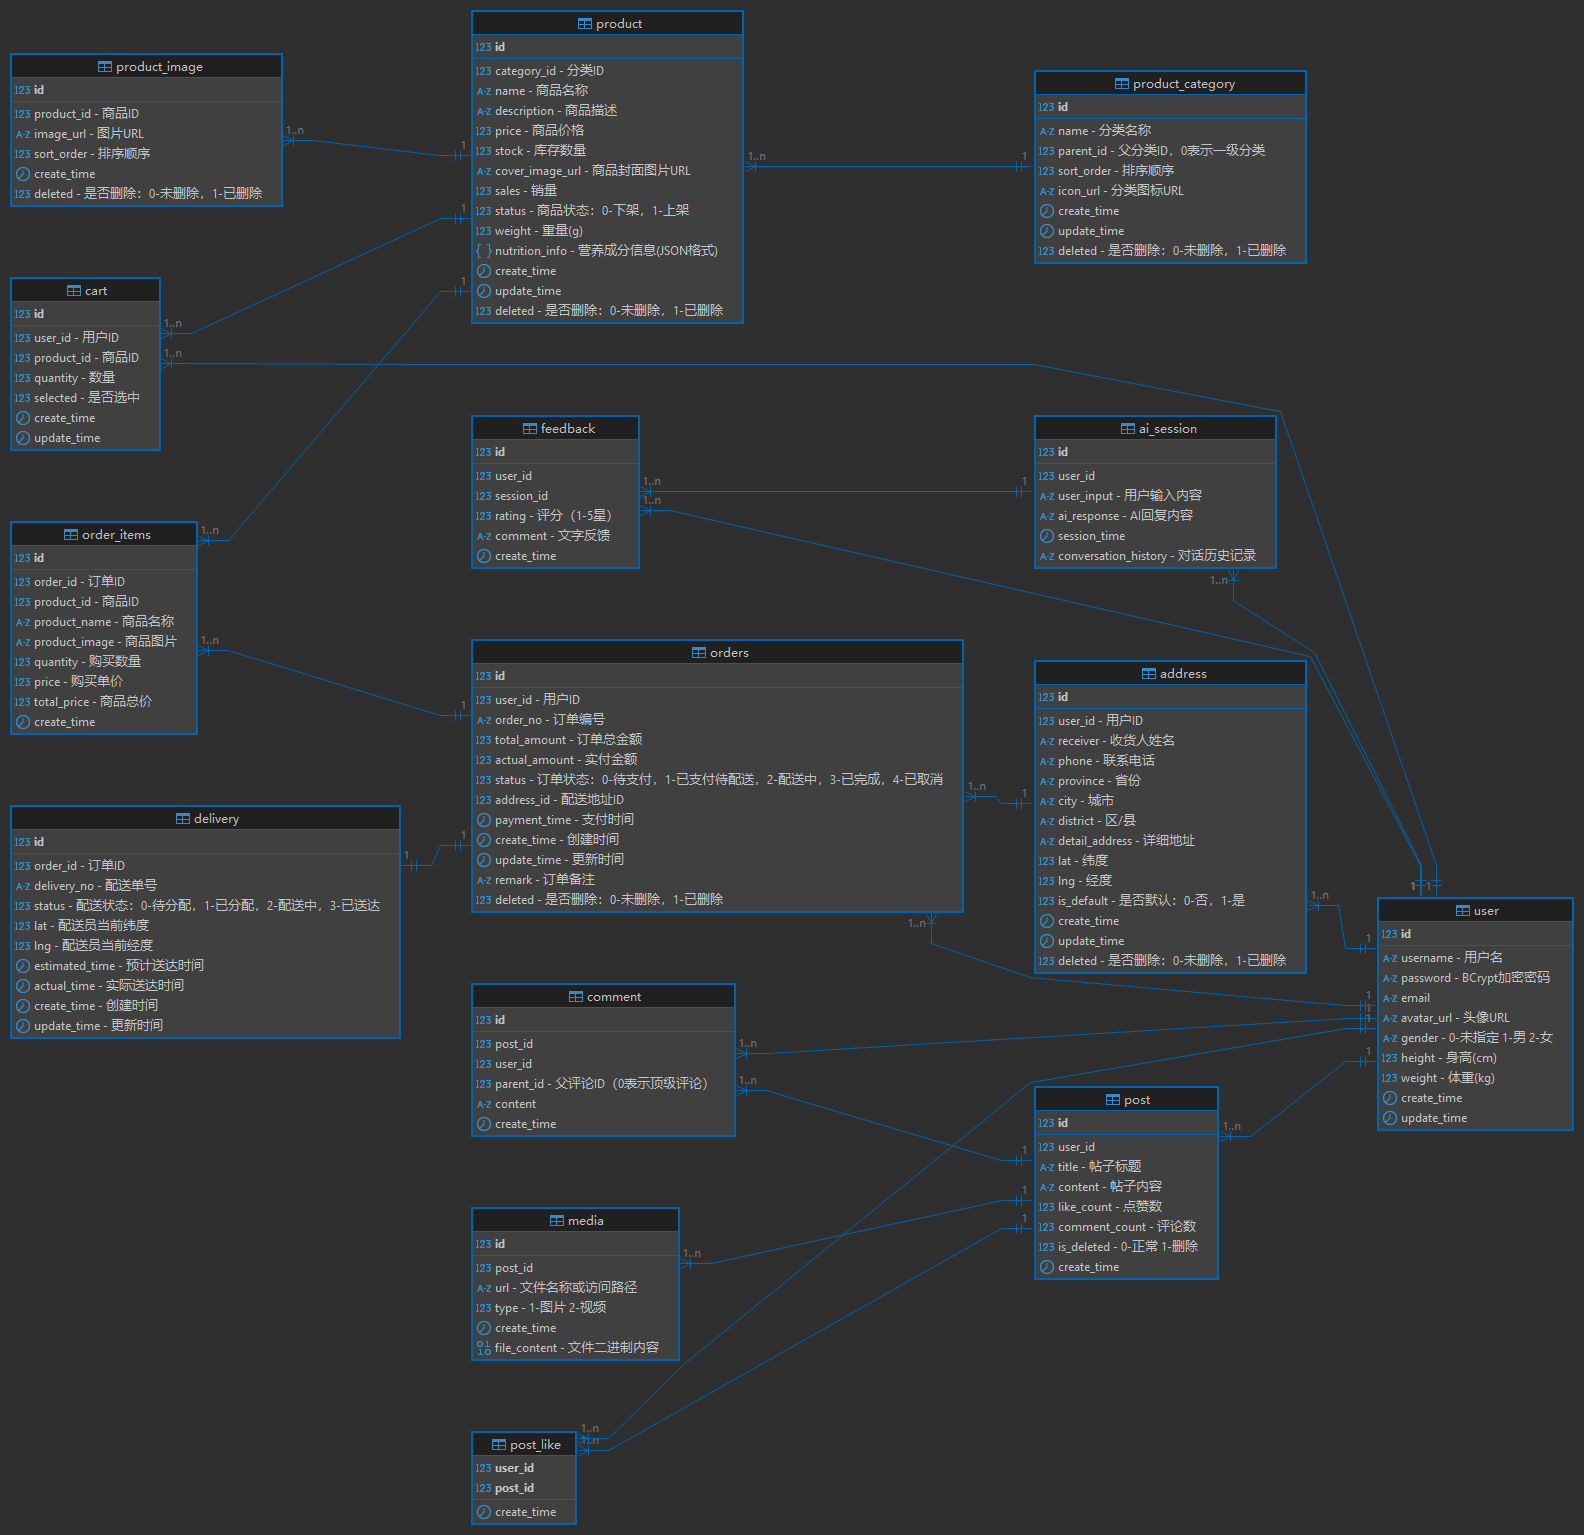 product
123 id
123 category_id - 分类ID
A-Z name - 商品名称
A-Z description - 商品描述
123 price - 商品价格
123 stock - 库存数量
A-Z cover_image_url - 商品封面图片URL
123 sales - 销量
123 status - 商品状态：0-下架，1-上架
123 weight - 重量(g)
{ } nutrition_info - 营养成分信息(JSON格式)
create_time
update_time
123 deleted - 是否删除：0-未删除，1-已删除
product_image
123 id
123 product_id - 商品ID
A-Z image_url - 图片URL
123 sort_order - 排序顺序
create_time
123 deleted - 是否删除：0-未删除，1-已删除
product_category
123 id
A-Z name - 分类名称
123 parent_id - 父分类ID，0表示一级分类
123 sort_order - 排序顺序
A-Z icon_url - 分类图标URL
create_time
update_time
123 deleted - 是否删除：0-未删除，1-已删除
1..n
1
1..n
1
1
1
cart
123 id
123 user_id - 用户ID
123 product_id - 商品ID
123 quantity - 数量
123 selected - 是否选中
create_time
update_time
1..n
1..n
feedback
123 id
123 user_id
123 session_id
123 rating - 评分（1-5星）
A-Z comment - 文字反馈
create_time
1..n
1..n
1
ai_session
123 id
123 user_id
A-Z user_input - 用户输入内容
A-Z ai_response - AI回复内容
session_time
A-Z conversation_history - 对话历史记录
1..n
order_items
123 id
123 order_id - 订单ID
123 product_id - 商品ID
A-Z product_name - 商品名称
A-Z product_image - 商品图片
123 quantity - 购买数量
123 price - 购买单价
123 total_price - 商品总价
create_time
1..n
1..n
1
orders
123 id
123 user_id - 用户ID
A-Z order_no - 订单编号
123 total_amount - 订单总金额
123 actual_amount - 实付金额
123 status - 订单状态：0-待支付，1-已支付待配送，2-配送中，3-已完成，4-已取消
123 address_id - 配送地址ID
payment_time - 支付时间
create_time - 创建时间
update_time - 更新时间
A-Z remark - 订单备注
123 deleted - 是否删除：0-未删除，1-已删除
1..n
1
1..n
address
123 id
123 user_id - 用户ID
A-Z receiver - 收货人姓名
A-Z phone - 联系电话
A-Z province - 省份
A-Z city - 城市
A-Z district - 区/县
A-Z detail_address - 详细地址
123 lat - 纬度
123 lng - 经度
123 is_default - 是否默认：0-否，1-是
create_time
update_time
123 deleted - 是否删除：0-未删除，1-已删除
1..n
1
delivery
123 id
123 order_id - 订单ID
A-Z delivery_no - 配送单号
123 status - 配送状态：0-待分配，1-已分配，2-配送中，3-已送达
123 lat - 配送员当前纬度
123 lng - 配送员当前经度
estimated_time - 预计送达时间
actual_time - 实际送达时间
create_time - 创建时间
update_time - 更新时间
1
1
user
123 id
A-Z username - 用户名
A-Z password - BCrypt加密密码
A-Z email
A-Z avatar_url - 头像URL
123 gender - 0-未指定 1-男 2-女
123 height - 身高(cm)
123 weight - 体重(kg)
create_time
update_time
1
1
1
1
1
1
comment
123 id
123 post_id
123 user_id
123 parent_id - 父评论ID（0表示顶级评论）
A-Z content
create_time
1..n
1..n
post
123 id
123 user_id
A-Z title - 帖子标题
A-Z content - 帖子内容
123 like_count - 点赞数
123 comment_count - 评论数
123 is_deleted - 0-正常 1-删除
create_time
1..n
1
1
1
media
123 id
123 post_id
A-Z url - 文件名称或访问路径
123 type - 1-图片 2-视频
create_time
file_content - 文件二进制内容
1..n
post_like
123 user_id
123 post_id
create_time
1..n
1..n